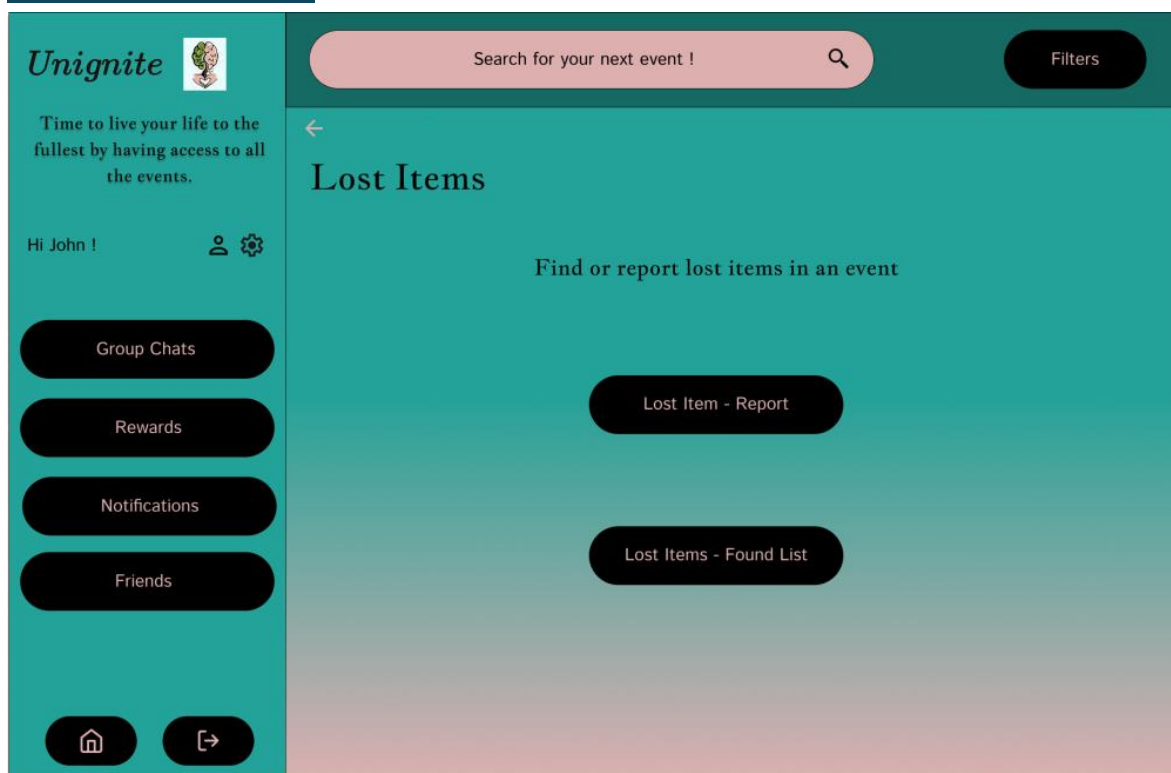 Unignite
Time to live your life to the
fullest by having access to all
the events.
Hi John !
Group Chats
Rewards
Notifications
Friends
Search for your next event !
Filters
Lost Items
Find or report lost items in an event
Lost Item - Report
Lost Items - Found List